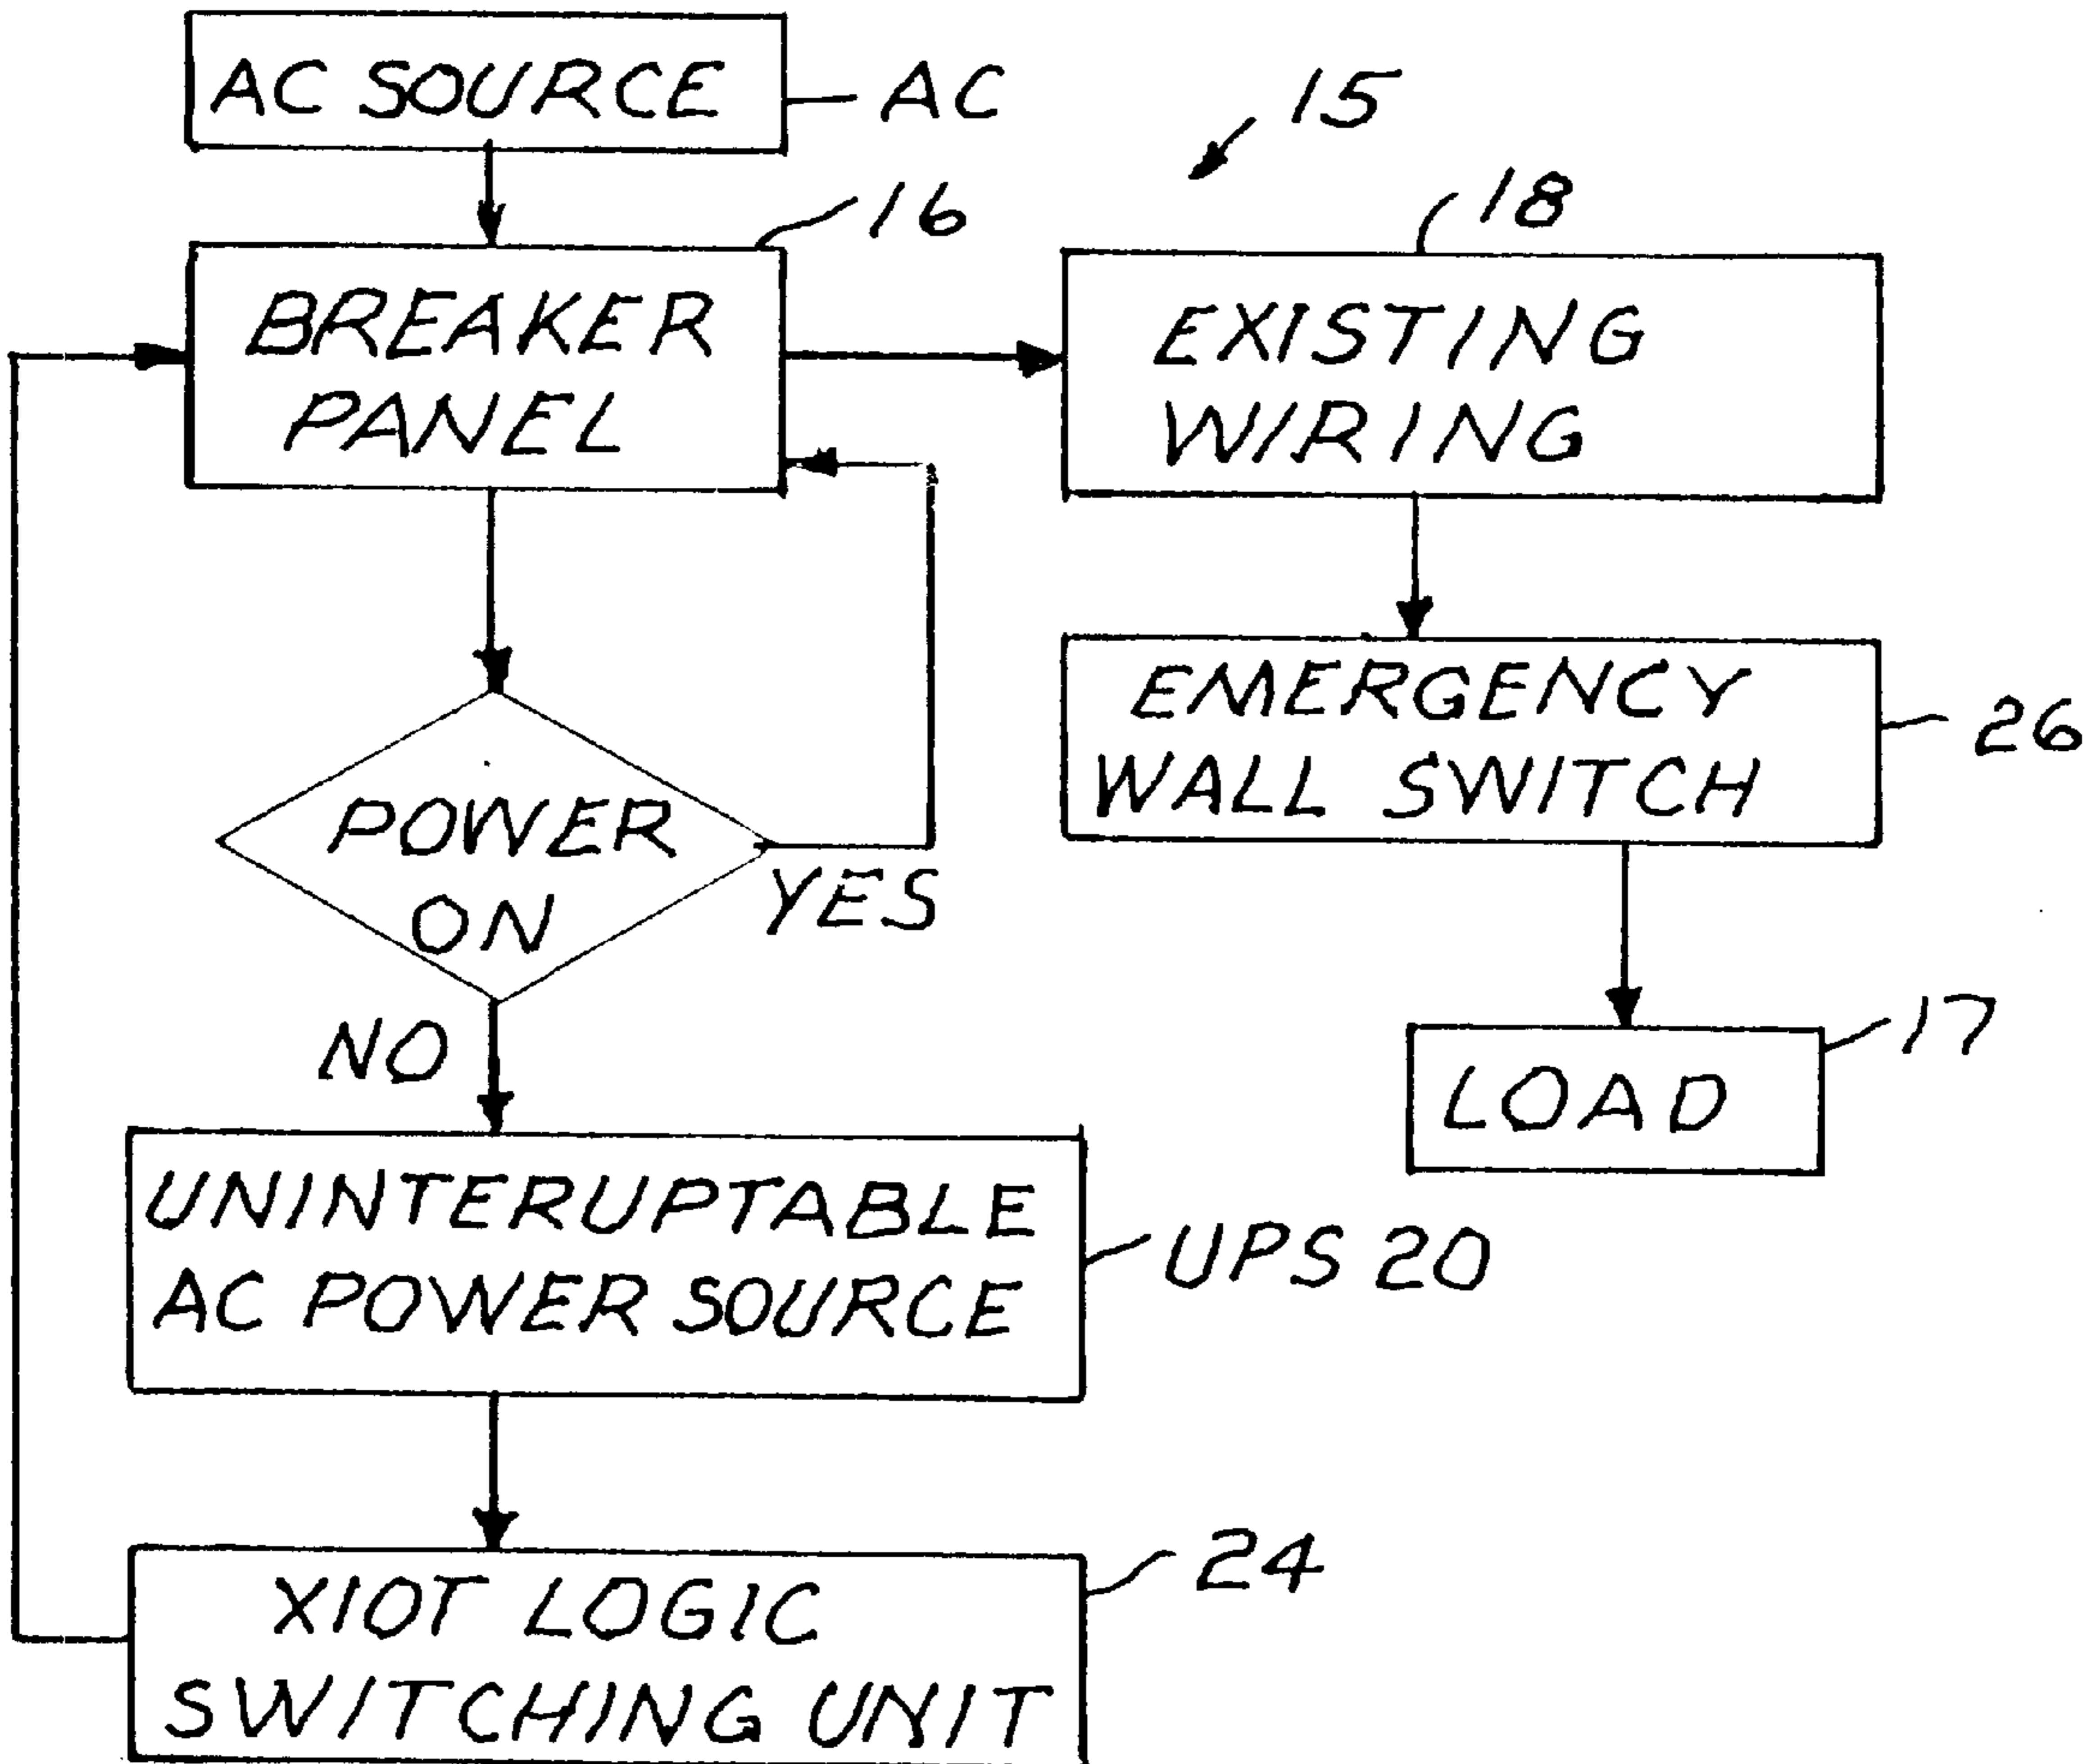 AC SOURCE
AC
15
16
18
BREAKER
PANEL
EXISTING
WIRING
EMERGENCY
WALL SWITCH
26
POWER
ON
YES
NO
17
LOAD
UNINTERUPTABLE
AC POWER SOURCE
UPS 20
XIOT LOGIC
SWITCHING UNIT
24